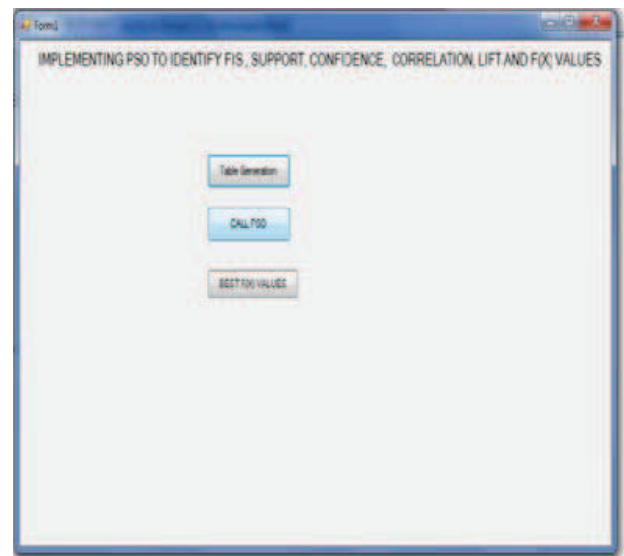 Form1
IMPLEMENTING PSO TO IDENTIFY FIS , SUPPORT, CONFIDENCE, CORRELATION, LIFT AND F(X) VALUES
Table Generation
CALL PSO
BEST F(X) VALUES